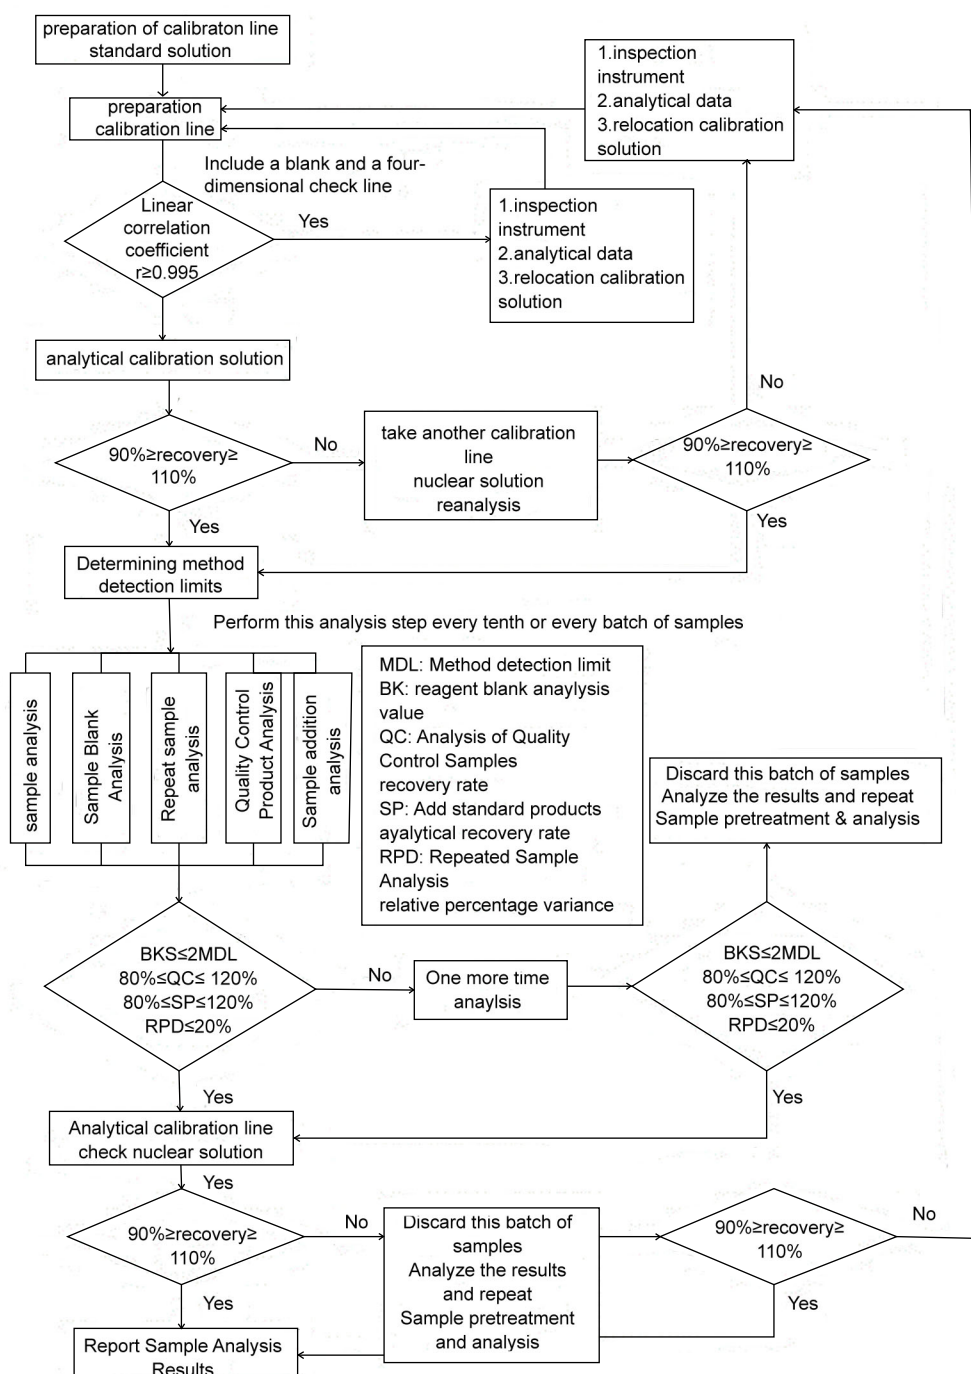 preparation of calibraton line
standard solution
preparation
calibration line
1.inspection
instrument
2.analytical data
3.relocation calibration
solution
Include a blank and a four-
dimensional check line
Linear
correlation
coefficient
r≥0.995
Yes
1.inspection
instrument
2.analytical data
3.relocation calibration
solution
analytical calibration solution
No
90%≥recovery≥
110%
No
take another calibration
line
nuclear solution
reanalysis
90%≥recovery≥
110%
Yes
Yes
Determining method
detection limits
Perform this analysis step every tenth or every batch of samples
sample analysis
Sample Blank
Analysis
Repeat sample
analysis
Quality Control
Product Analysis
Sample addition
analysis
MDL: Method detection limit
BK: reagent blank anaylysis
value
QC: Analysis of Quality
Control Samples
recovery rate
SP: Add standard products
ayalytical recovery rate
RPD: Repeated Sample
Analysis
relative percentage variance
Discard this batch of samples
Analyze the results and repeat
Sample pretreatment & analysis
BKS≤2MDL
80%≤QC≤ 120%
80%≤SP≤120%
RPD≤20%
No
One more time
anaylsis
BKS≤2MDL
80%≤QC≤ 120%
80%≤SP≤120%
RPD≤20%
Yes
Yes
Analytical calibration line
check nuclear solution
Yes
90%≥recovery≥
110%
No
Discard this batch of
samples
Analyze the results
and repeat
Sample pretreatment
and analysis
90%≥recovery≥
110%
No
Yes
Yes
Report Sample Analysis
Results